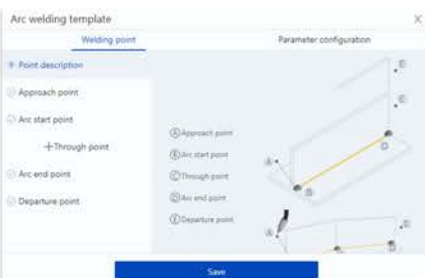 Arc welding template
Welding point
Parameter configuration
Point description
Approach point
Arc start point
+Through point
Arc end point
Departure point
Ⓐ Approach point
Ⓑ Arc start point
Ⓒ Through point
Ⓓ Arc end point
Ⓔ Departure point
Save